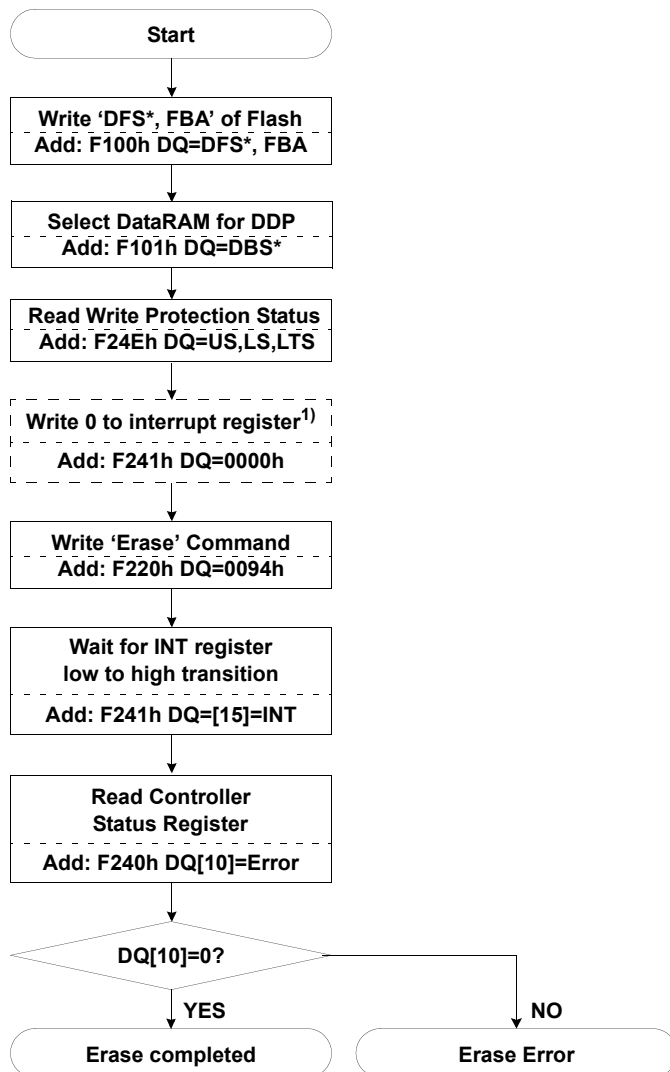 Start
Write ‘DFS*, FBA’ of Flash
Add: F100h DQ=DFS*, FBA
Select DataRAM for DDP
Add: F101h DQ=DBS*
Read Write Protection Status
Add: F24Eh DQ=US,LS,LTS
Write 0 to interrupt register1)
Add: F241h DQ=0000h
Write ‘Erase’ Command
Add: F220h DQ=0094h
Wait for INT register
low to high transition
Add: F241h DQ=[15]=INT
Read Controller
Status Register
Add: F240h DQ[10]=Error
DQ[10]=0?
YES
NO
Erase completed
Erase Error